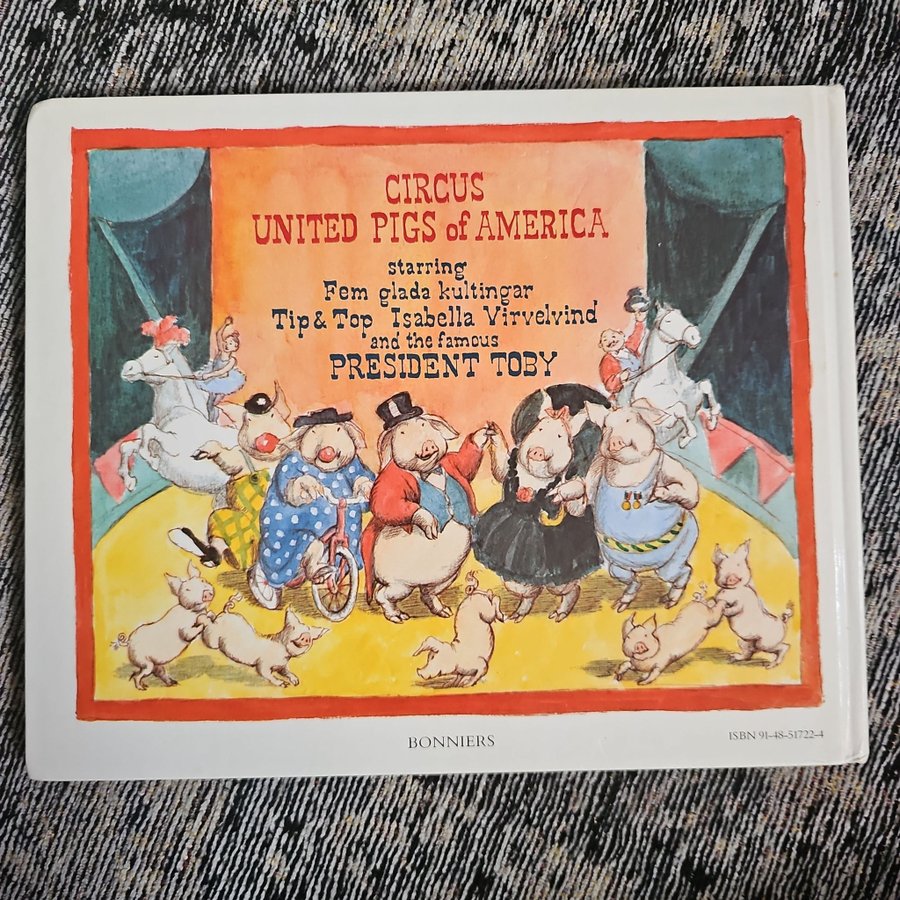 CIRCUS
UNITED PIGS of AMERICA
starring
Fem glada kultingar
Tip & Top Isabella Virvelvind
and the famous
PRESIDENT TOBY
BONNIERS
ISBN 91-48-51722-4